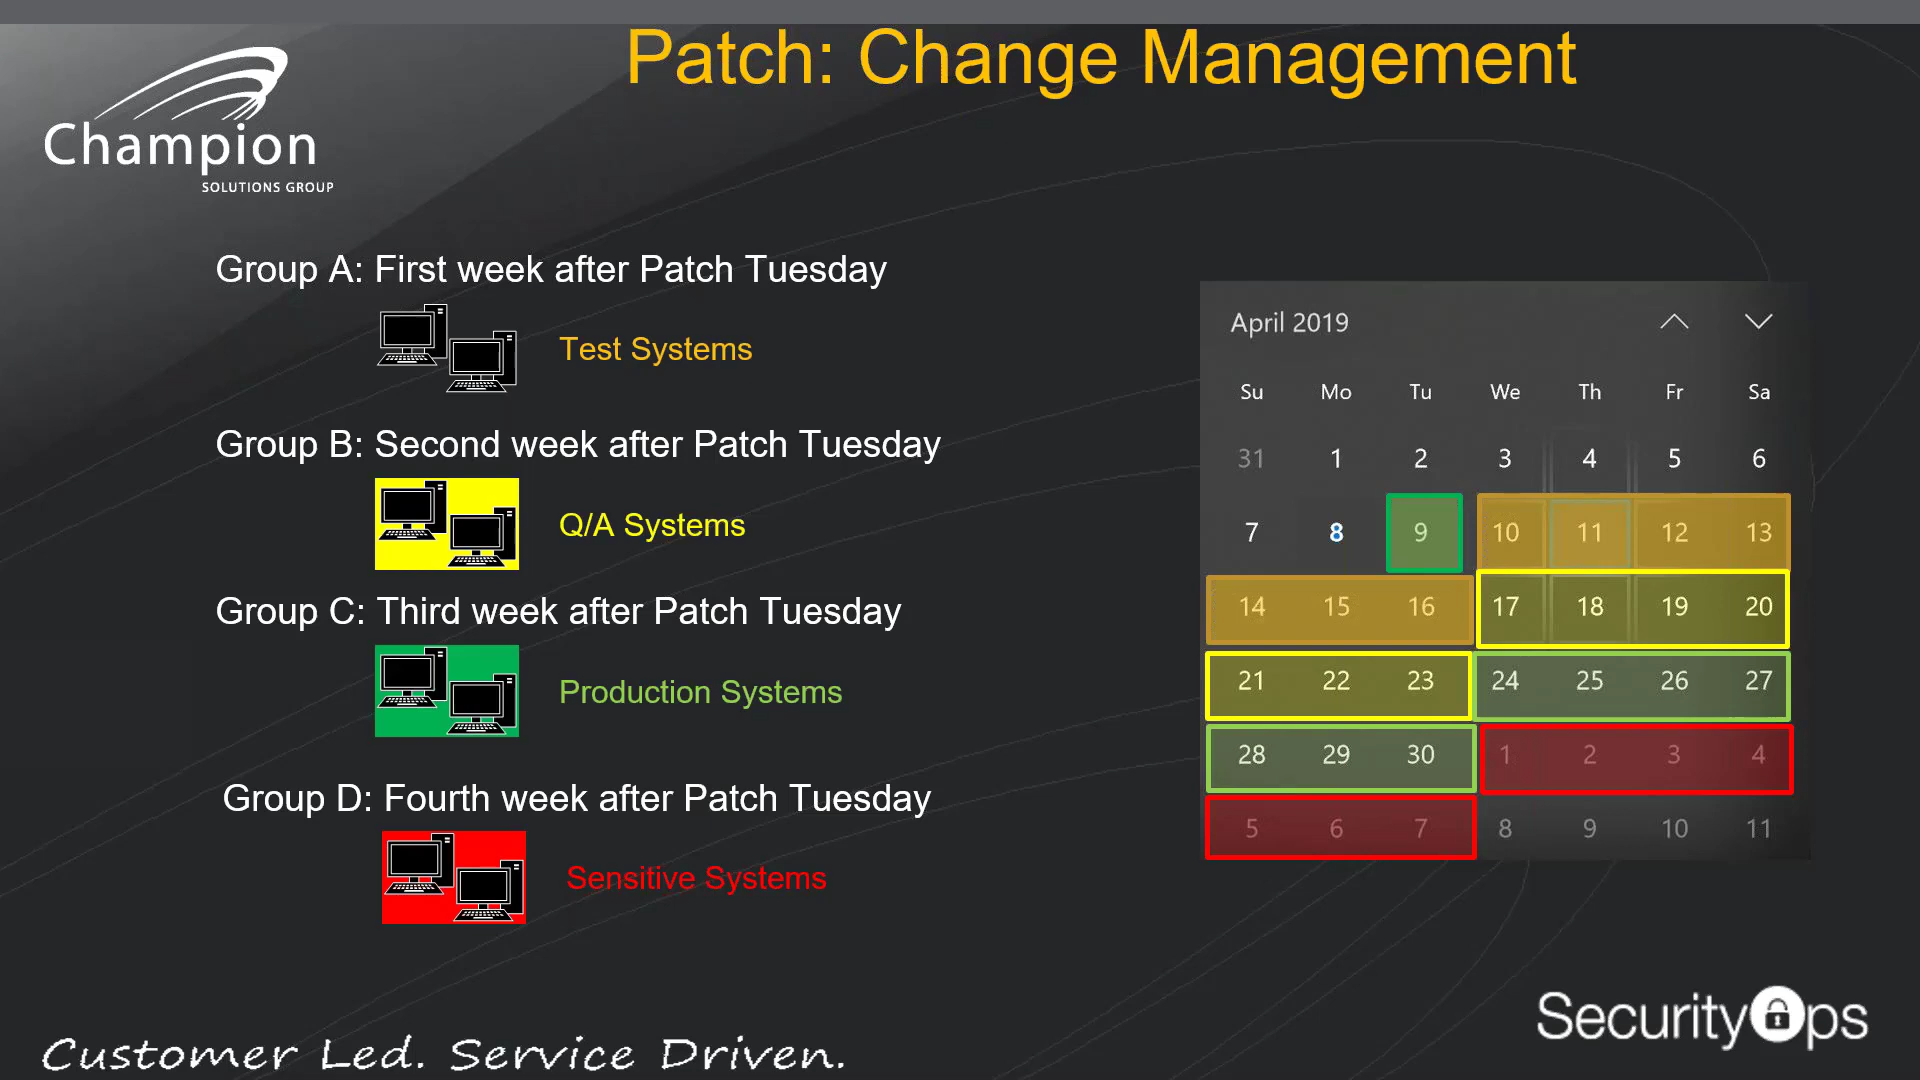 Patch: Change Management
Champion
SOLUTIONS GROUP
Group A: First week after Patch Tuesday
Test Systems
Group B: Second week after Patch Tuesday
Q/A Systems
Group C: Third week after Patch Tuesday
Production Systems
Group D: Fourth week after Patch Tuesday
Sensitive Systems
April 2019
Su Mo Tu We Th Fr Sa
31 1 2 3 4 5 6
7 8 9 10 11 12 13
14 15 16 17 18 19 20
21 22 23 24 25 26 27
28 29 30 1 2 3 4
5 6 7 8 9 10 11
SecurityOps
Customer Led. Service Driven.